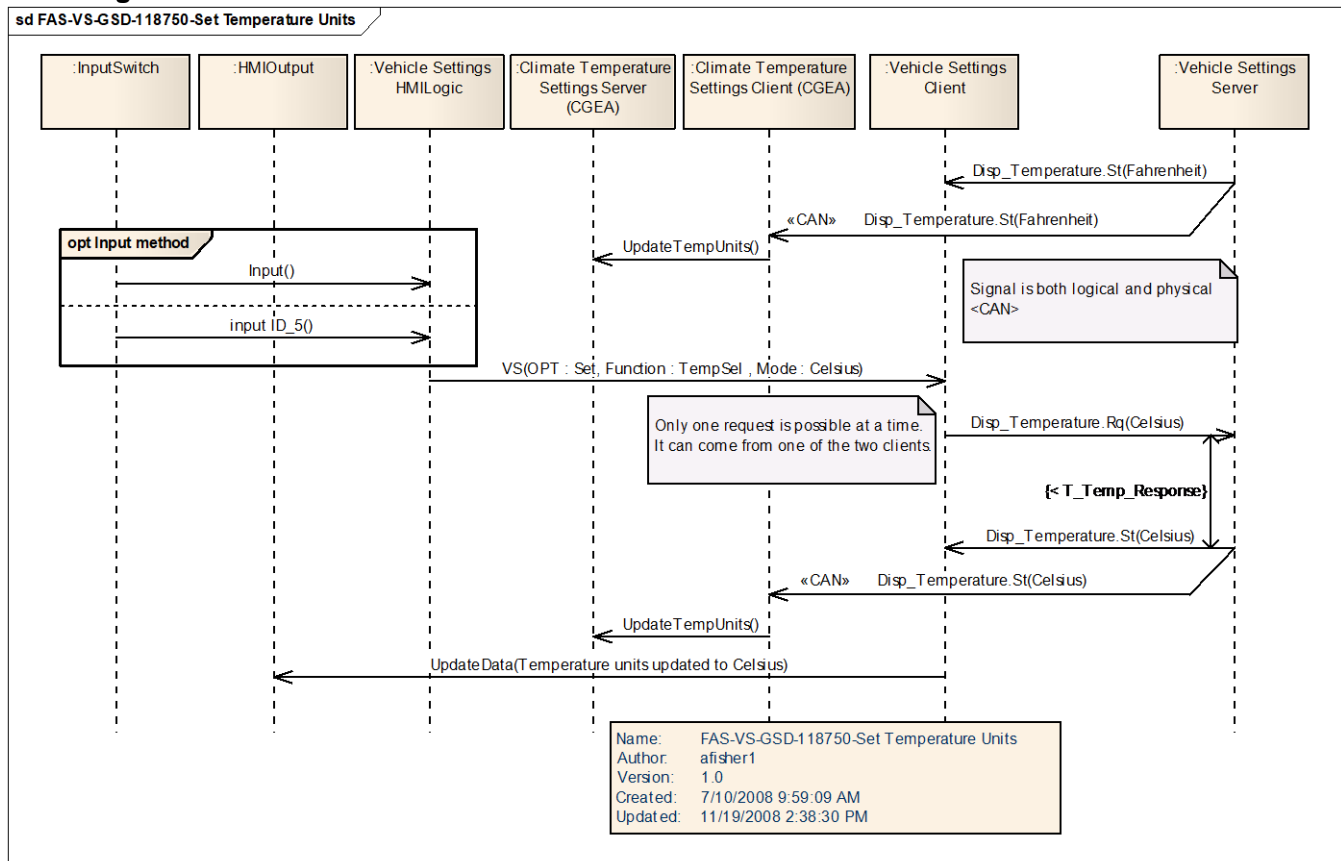 sd FAS-VS-GSD-118750-Set Temperature Units
:InputSwitch
:HMIOutput
:Vehicle Settings
HMILogic
:Climate Temperature
Settings Server
(CGEA)
:Climate Temperature
Settings Client (CGEA)
:Vehicle Settings
Client
:Vehicle Settings
Server
Disp_Temperature.St(Fahrenheit)
«CAN» Disp_Temperature.St(Fahrenheit)
UpdateTempUnits()
opt Input method
Input()
input ID_5()
Signal is both logical and physical
<CAN>
VS(OPT : Set, Function : TempSel , Mode : Celsius)
Only one request is possible at a time.
It can come from one of the two clients.
Disp_Temperature.Rq(Celsius)
{< T_Temp_Response}
Disp_Temperature.St(Celsius)
«CAN» Disp_Temperature.St(Celsius)
UpdateTempUnits()
UpdateData(Temperature units updated to Celsius)
Name: FAS-VS-GSD-118750-Set Temperature Units
Author: afisher1
Version: 1.0
Created: 7/10/2008 9:59:09 AM
Updated: 11/19/2008 2:38:30 PM